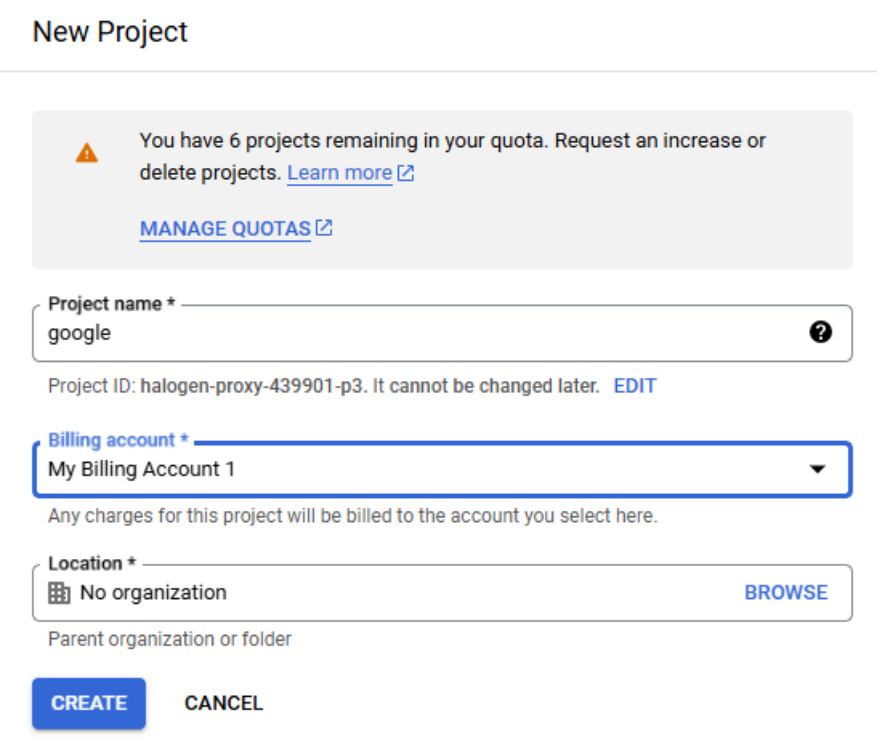 New Project
You have 6 projects remaining in your quota. Request an increase or
delete projects. Learn more
MANAGE QUOTAS
Project name *
google
Project ID: halogen-proxy-439901-p3. It cannot be changed later. EDIT
Billing account *
My Billing Account 1
Any charges for this project will be billed to the account you select here.
Location *
No organization BROWSE
Parent organization or folder
CREATE CANCEL